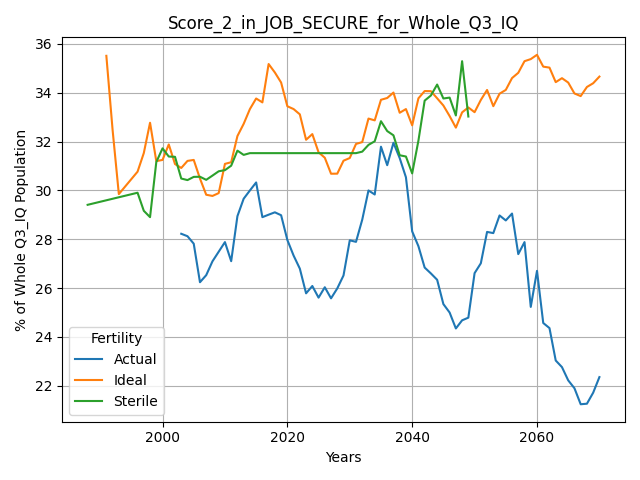 Score_2_in_JOB_SECURE_for_Whole_Q3_IQ
% of Whole Q3_IQ Population
36
34
32
30
28
26
24
22
Fertility
Actual
Ideal
Sterile
2000
2020
2040
2060
Years